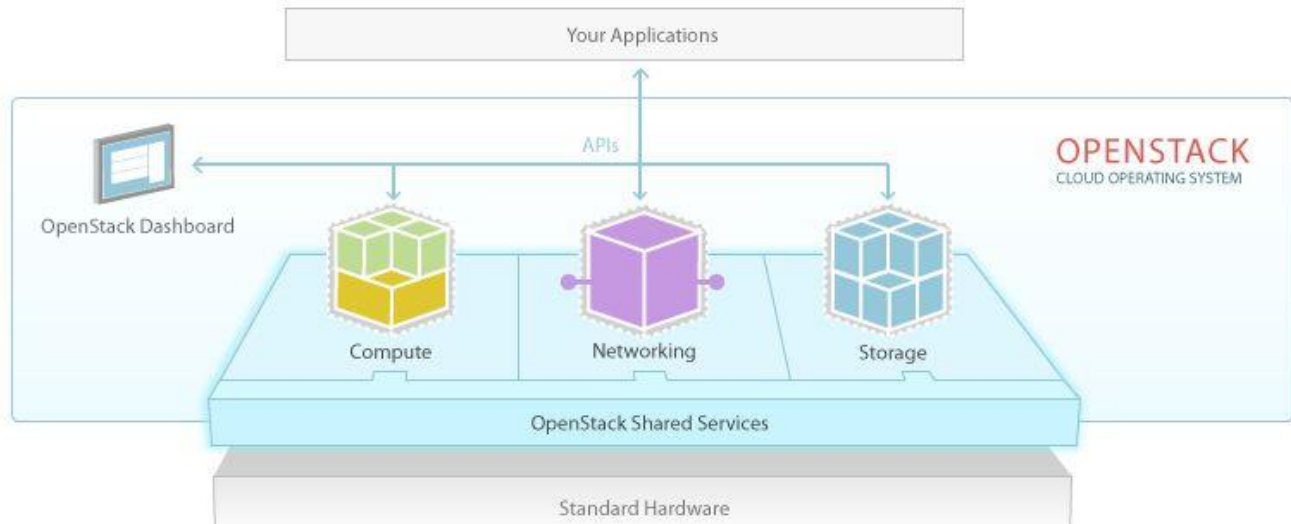 Your Applications
APIs
OPENSTACK
CLOUD OPERATING SYSTEM
OpenStack Dashboard
Compute
Networking
Storage
OpenStack Shared Services
Standard Hardware